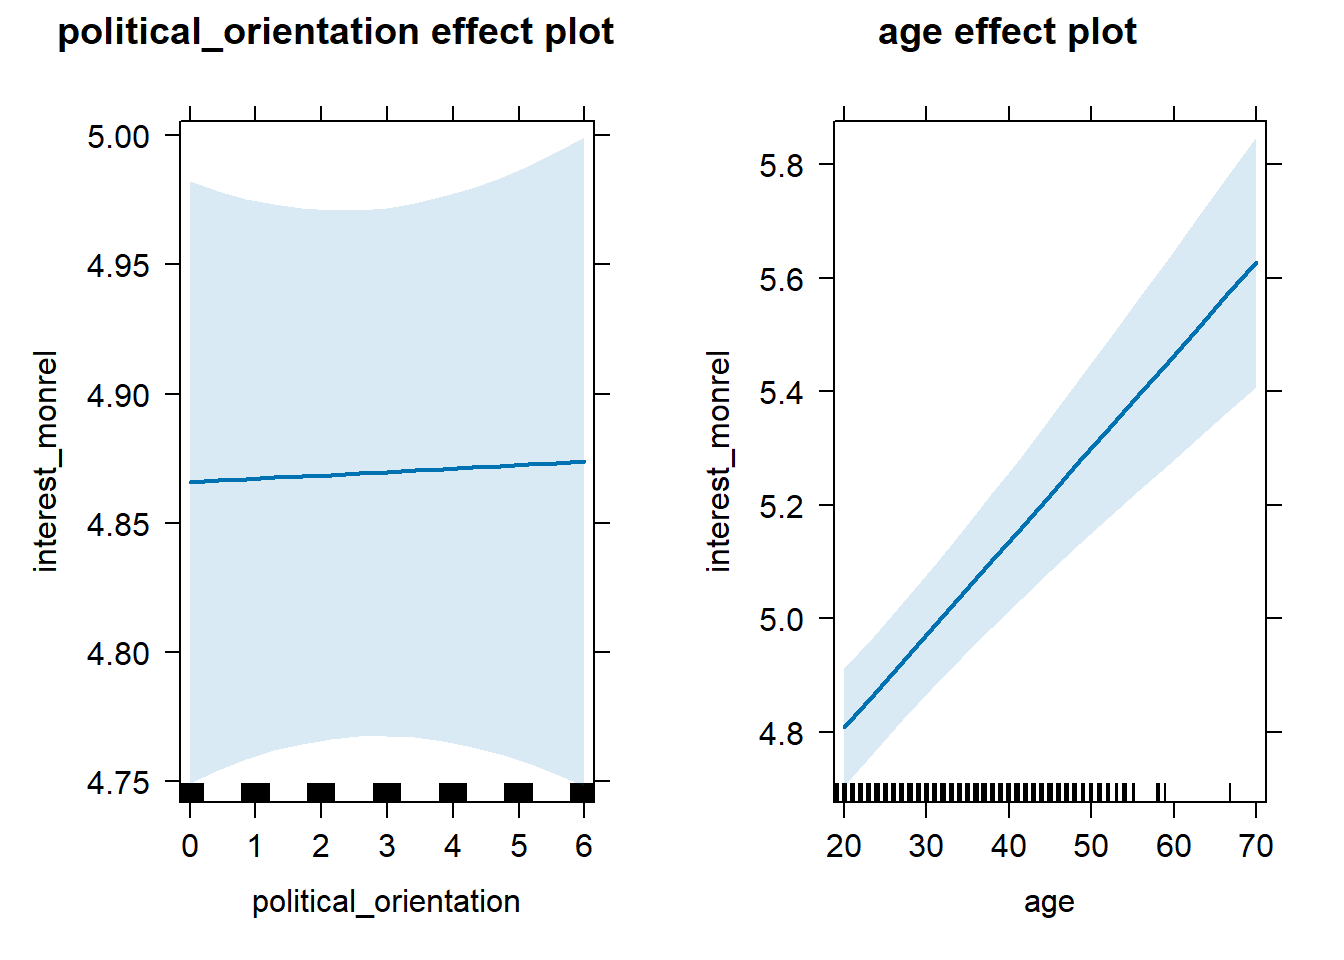 political_orientation effect plot
5.00
4.95
4.90
4.85
4.80
4.75
interest_monrel
0 1 2 3 4 5 6
political_orientation
age effect plot
5.8
5.6
5.4
5.2
5.0
4.8
interest_monrel
20 30 40 50 60 70
age